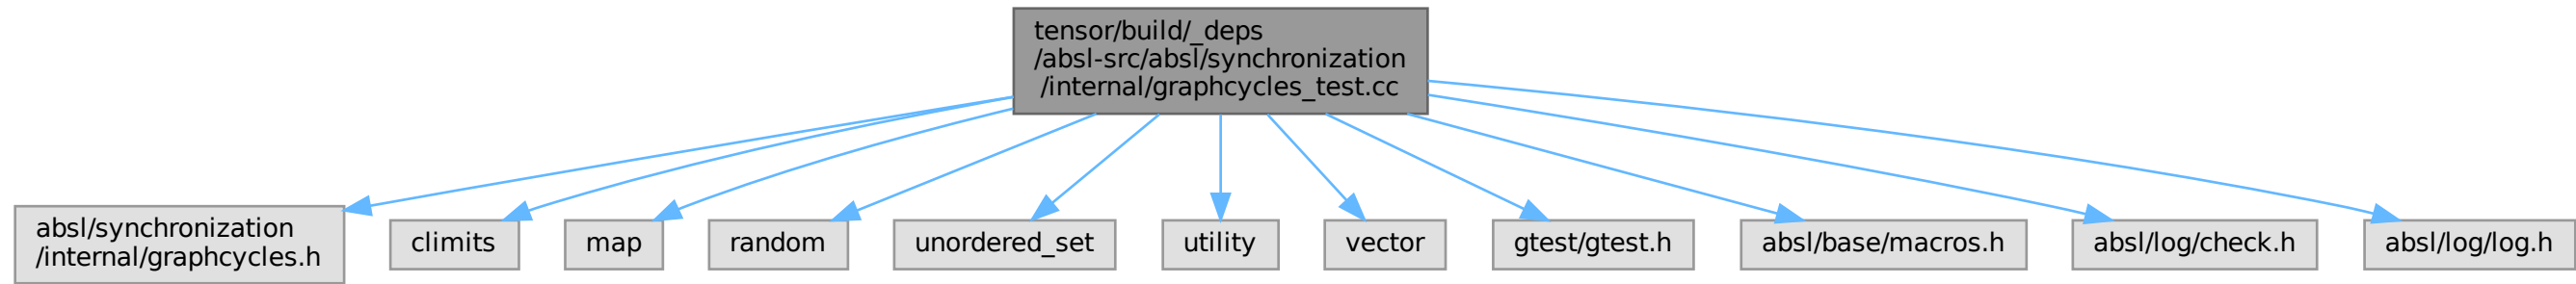 tensor/build/_deps
/absl-src/absl/synchronization
/internal/graphcycles_test.cc
absl/synchronization
/internal/graphcycles.h
climits
map
random
unordered_set
utility
vector
gtest/gtest.h
absl/base/macros.h
absl/log/check.h
absl/log/log.h